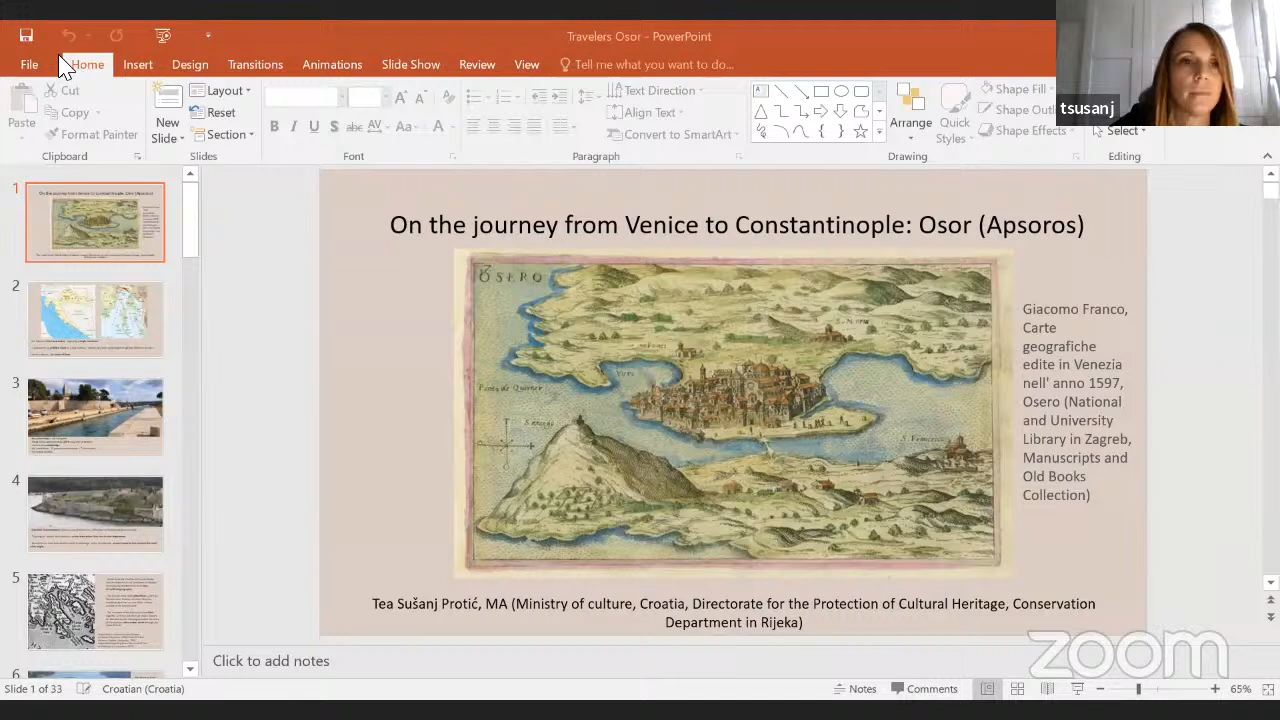 Travelers Osor - PowerPoint
File
Home
Insert
Design
Transitions
Animations
Slide Show
Review
View
Tell me what you want to do...
tsusanj
Paste
Cut
Copy
Format Painter
Clipboard
New
Slide
Layout
Reset
Section
Slides
Font
Text Direction
Align Text
Convert to SmartArt
Paragraph
Arrange
Quick
Styles
Shape Fill
Shape Effects
Drawing
Select
Editing
1
2
3
4
5
6
On the journey from Venice to Constantinople: Osor (Apsoros)
OSERO
Giacomo Franco,
Carte
geografiche
edite in Venezia
nell' anno 1597,
Osero (National
and University
Library in Zagreb,
Manuscripts and
Old Books
Collection)
Tea Sušanj Protić, MA (Ministry of culture, Croatia, Directorate for the Protection of Cultural Heritage, Conservation
Department in Rijeka)
zoom
Click to add notes
Slide 1 of 33
Croatian (Croatia)
Notes
Comments
65%